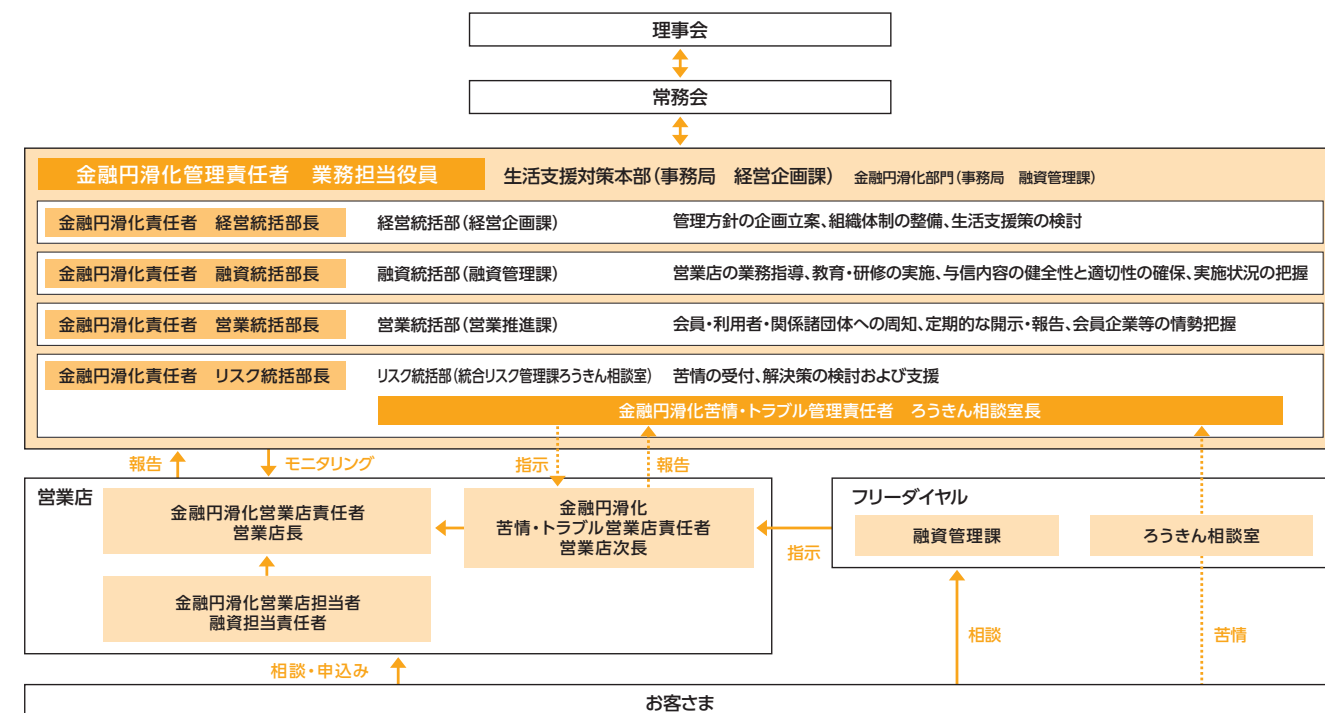 理事会
常務会
金融円滑化管理責任者　業務担当役員　生活支援対策本部(事務局　経営企画課)　金融円滑化部門(事務局　融資管理課)
金融円滑化責任者　経営統括部長　経営統括部(経営企画課)　管理方針の企画立案、組織体制の整備、生活支援策の検討
金融円滑化責任者　融資統括部長　融資統括部(融資管理課)　営業店の業務指導、教育・研修の実施、与信内容の健全性と適切性の確保、実施状況の把握
金融円滑化責任者　営業統括部長　営業統括部(営業推進課)　会員・利用者・関係諸団体への周知、定期的な開示・報告、会員企業等の情勢把握
金融円滑化責任者　リスク統括部長　リスク統括部(統合リスク管理課ろうきん相談室)　苦情の受付、解決策の検討および支援
金融円滑化苦情・トラブル管理責任者　ろうきん相談室長
報告　モニタリング　指示　報告
営業店
金融円滑化営業店責任者
営業店長
金融円滑化
苦情・トラブル営業店責任者
営業店次長
指示
フリーダイヤル
融資管理課
ろうきん相談室
金融円滑化営業店担当者
融資担当責任者
相談・申込み
相談
苦情
お客さま